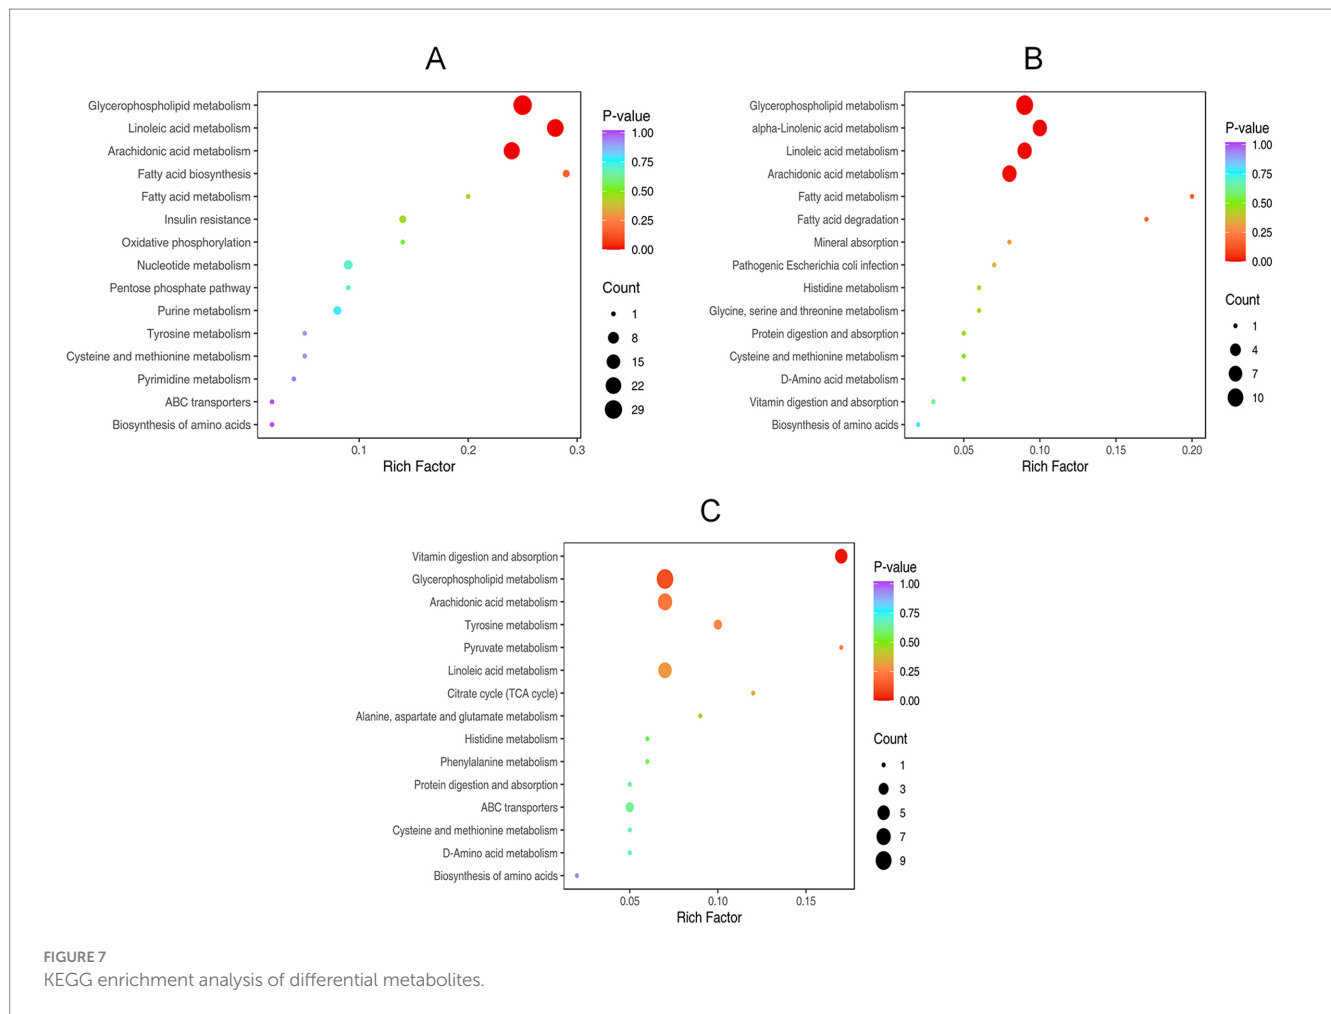 A
Glycerophospholipid metabolism
Linoleic acid metabolism
Arachidonic acid metabolism
Fatty acid biosynthesis
Fatty acid metabolism
Insulin resistance
Oxidative phosphorylation
Nucleotide metabolism
Pentose phosphate pathway
Purine metabolism
Tyrosine metabolism
Cysteine and methionine metabolism
Pyrimidine metabolism
ABC transporters
Biosynthesis of amino acids
0.1 0.2 0.3
Rich Factor
P-value
1.00
0.75
0.50
0.25
0.00
Count
1
8
15
22
29
B
Glycerophospholipid metabolism
alpha-Linolenic acid metabolism
Linoleic acid metabolism
Arachidonic acid metabolism
Fatty acid metabolism
Fatty acid degradation
Mineral absorption
Pathogenic Escherichia coli infection
Histidine metabolism
Glycine, serine and threonine metabolism
Protein digestion and absorption
Cysteine and methionine metabolism
D-Amino acid metabolism
Vitamin digestion and absorption
Biosynthesis of amino acids
0.05 0.10 0.15 0.20
Rich Factor
P-value
1.00
0.75
0.50
0.25
0.00
Count
1
4
7
10
C
Vitamin digestion and absorption
Glycerophospholipid metabolism
Arachidonic acid metabolism
Tyrosine metabolism
Pyruvate metabolism
Linoleic acid metabolism
Citrate cycle (TCA cycle)
Alanine, aspartate and glutamate metabolism
Histidine metabolism
Phenylalanine metabolism
Protein digestion and absorption
ABC transporters
Cysteine and methionine metabolism
D-Amino acid metabolism
Biosynthesis of amino acids
0.05 0.10 0.15
Rich Factor
P-value
1.00
0.75
0.50
0.25
0.00
Count
1
3
5
7
9
FIGURE 7
KEGG enrichment analysis of differential metabolites.